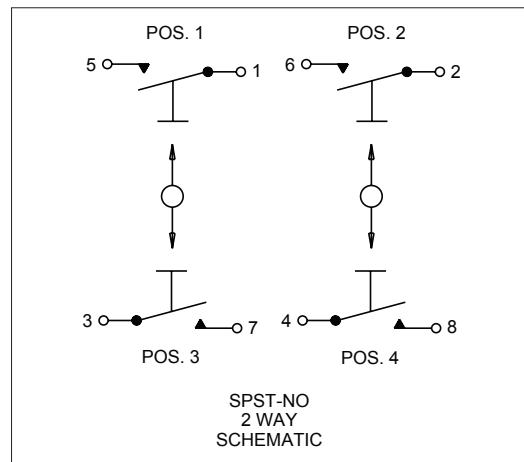 POS. 1
POS. 2
5
1
6
2
3
7
4
8
POS. 3
POS. 4
SPST-NO
2 WAY
SCHEMATIC